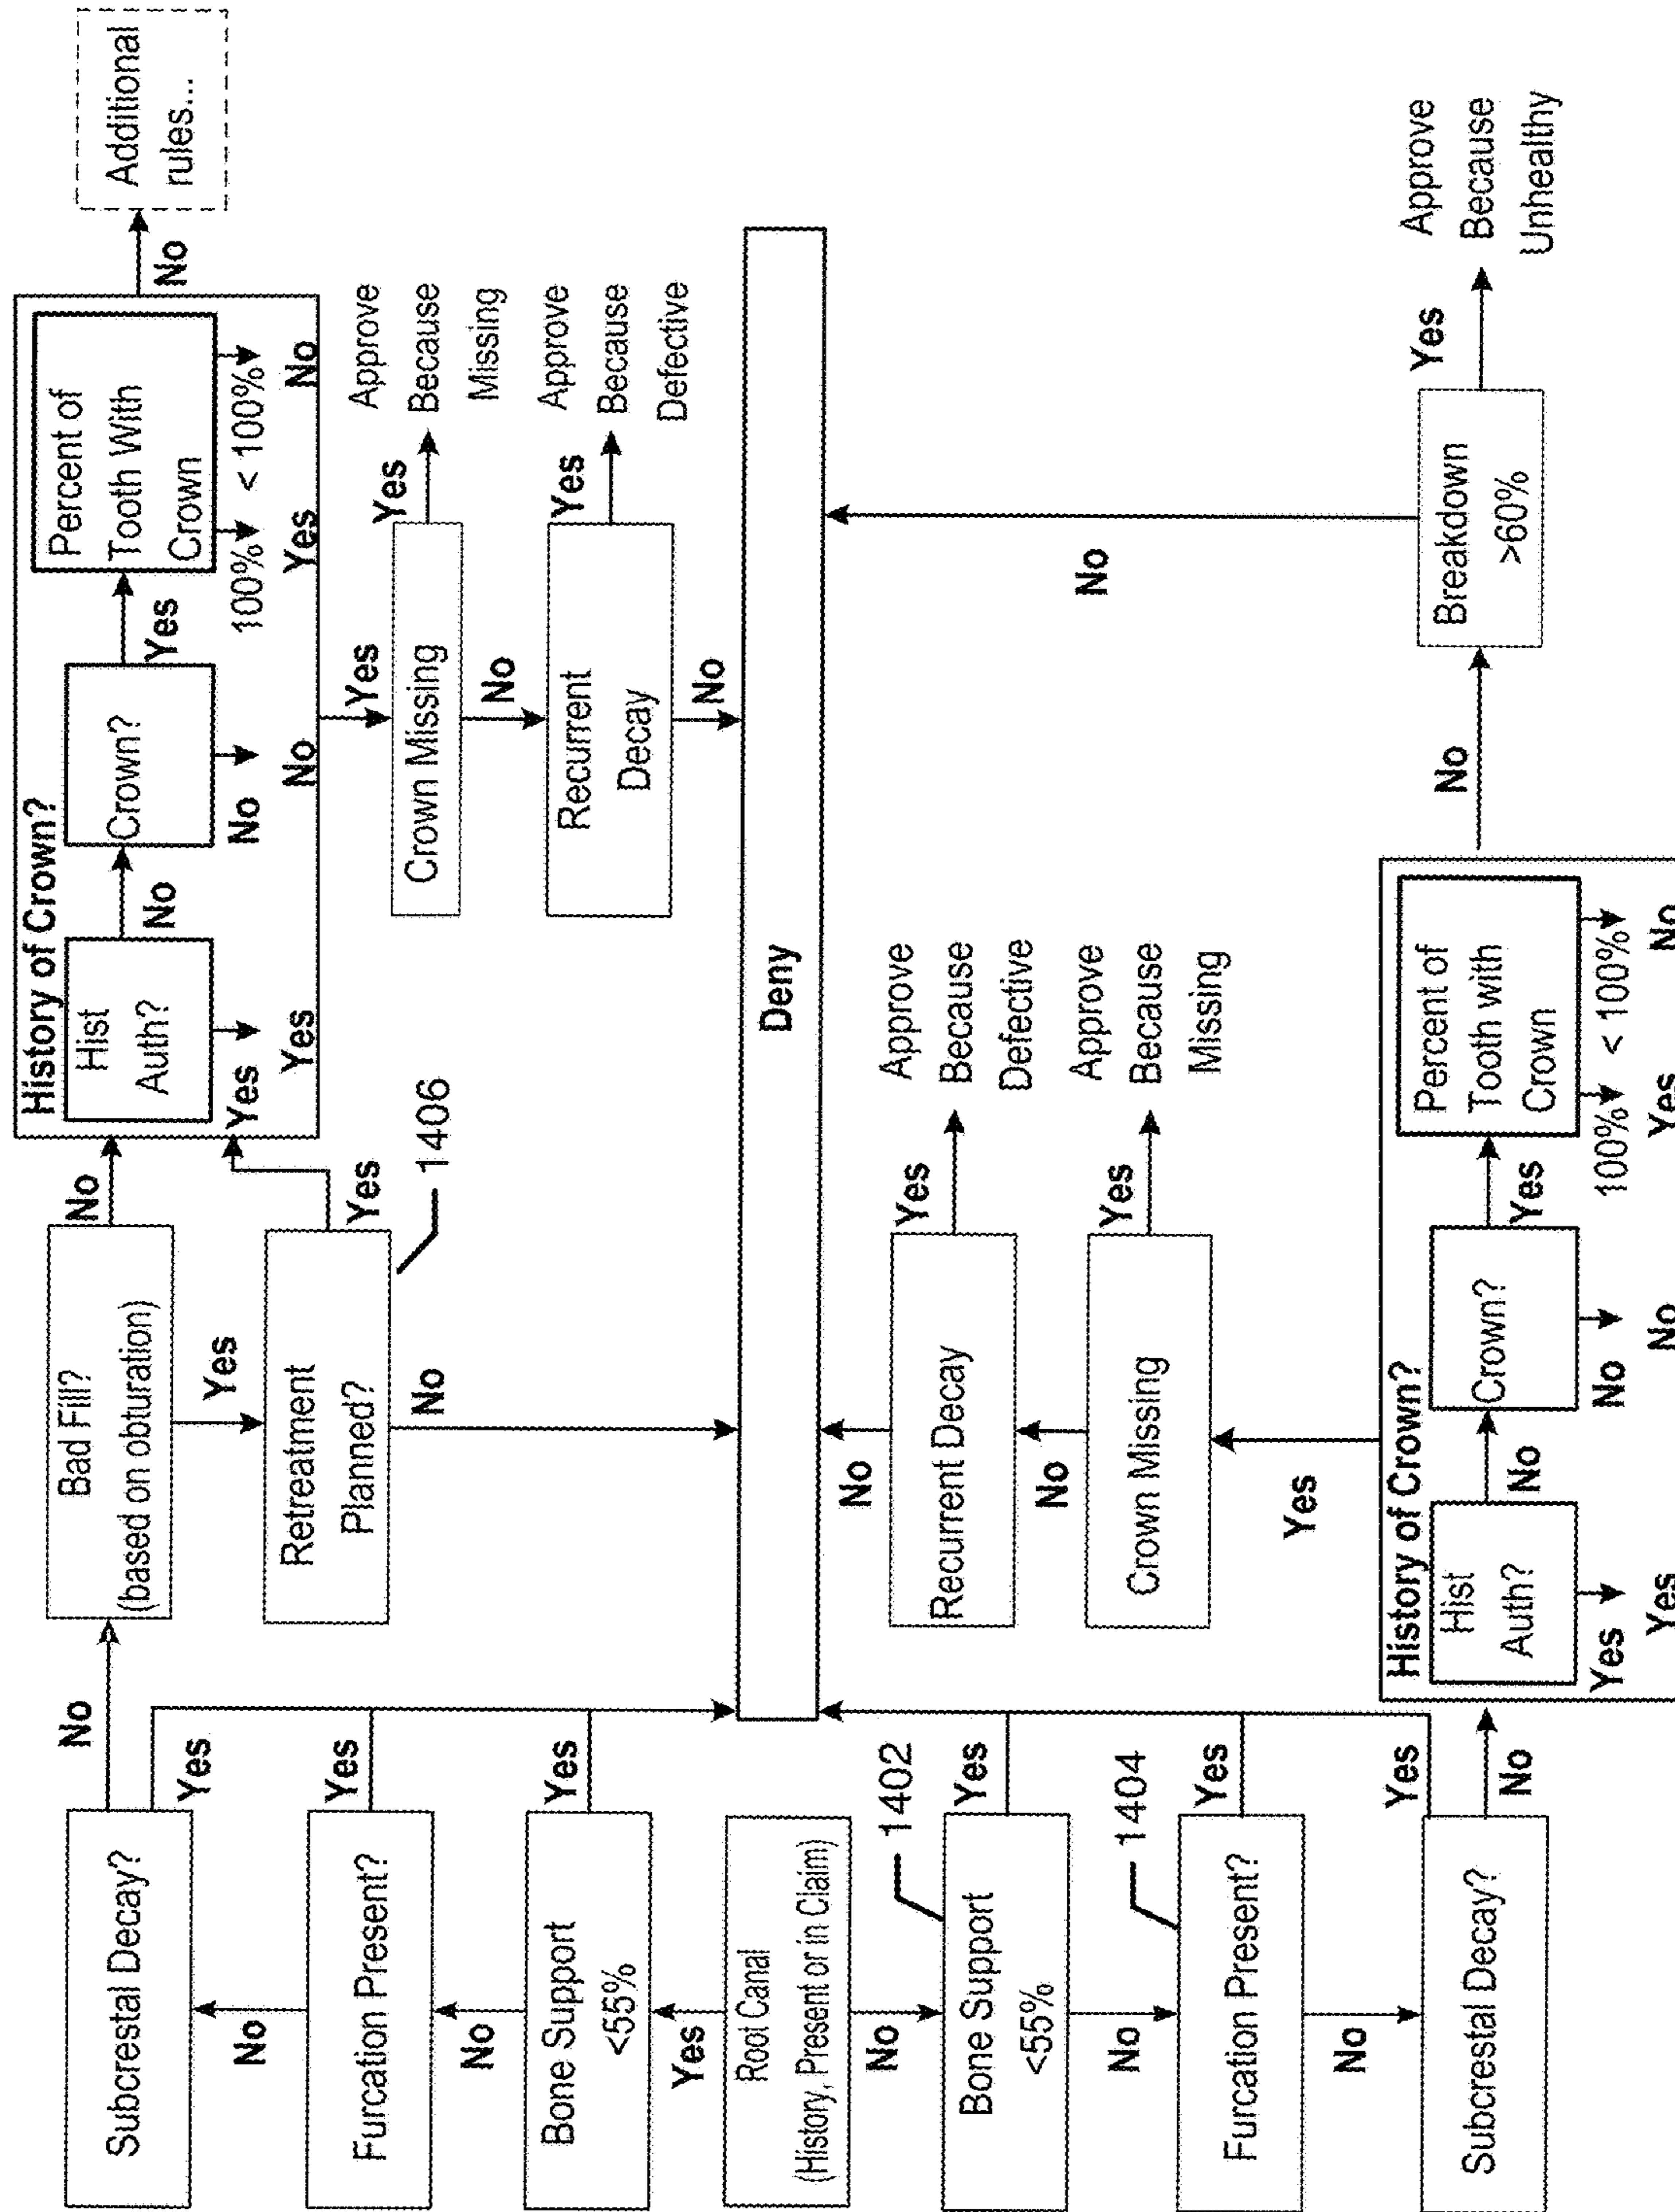 Subcrestal Decay?
No
Yes
Furcation Present?
No
Yes
Bone Support
<55%
No
Yes
Root Canal
(History, Present or in Claim)
Yes
No
Bone Support
<55%
1402
Yes
No
Furcation Present?
1404
Yes
No
Subcrestal Decay?
Yes
No
Bad Fill?
(based on obturation)
No
Yes
Retreatment
Planned?
Yes
1406
No
History of Crown?
Hist
Auth?
No
Yes
Yes
Crown?
Yes
No
No
Percent of
Tooth With
Crown
100%
< 100%
Yes
No
No
Additional
rules...
Yes
Crown Missing
Yes
Approve
Because
Missing
No
Recurrent
Decay
Yes
Approve
Because
Defective
No
Deny
No
Recurrent Decay
Yes
Approve
Because
Defective
No
Crown Missing
Yes
Approve
Because
Missing
Yes
History of Crown?
Hist
Auth?
No
Yes
Yes
Crown?
Yes
No
No
Percent of
Tooth with
Crown
100%
< 100%
Yes
No
No
Breakdown
>60%
No
Yes
Approve
Because
Unhealthy